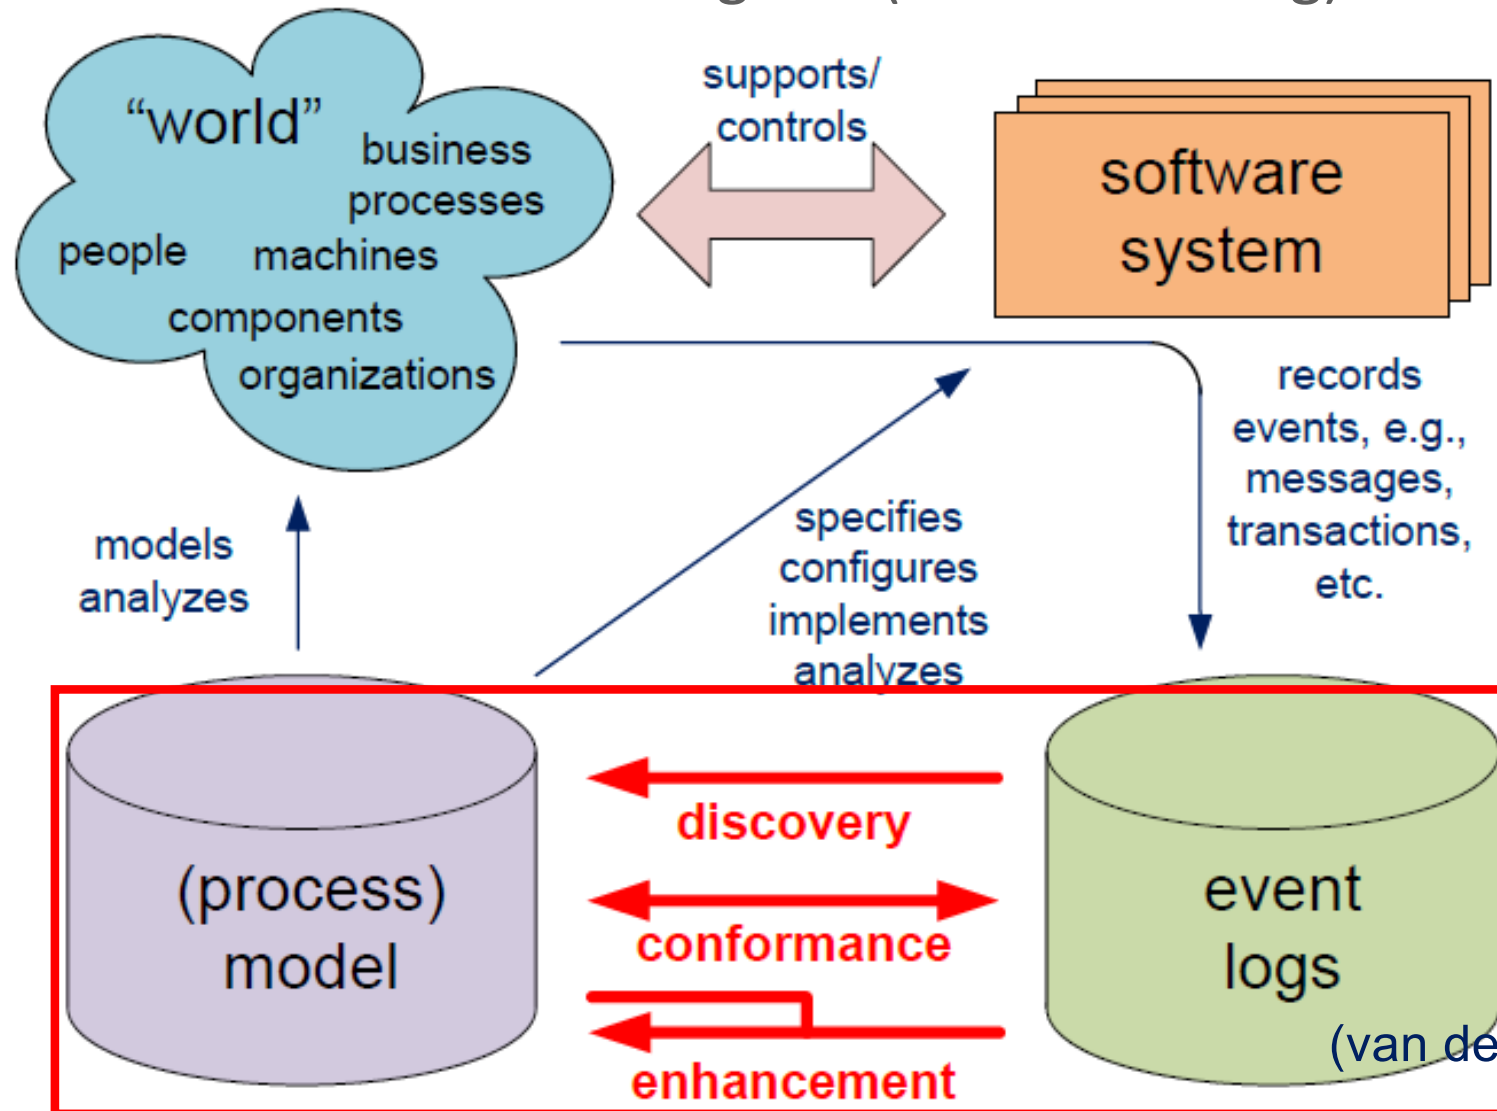 “world”
business
processes
people
machines
components
organizations
supports/
controls
software
system
records
events, e.g.,
messages,
transactions,
etc.
models
analyzes
specifies
configures
implements
analyzes
discovery
(process)
model
conformance
event
logs
enhancement
(van de